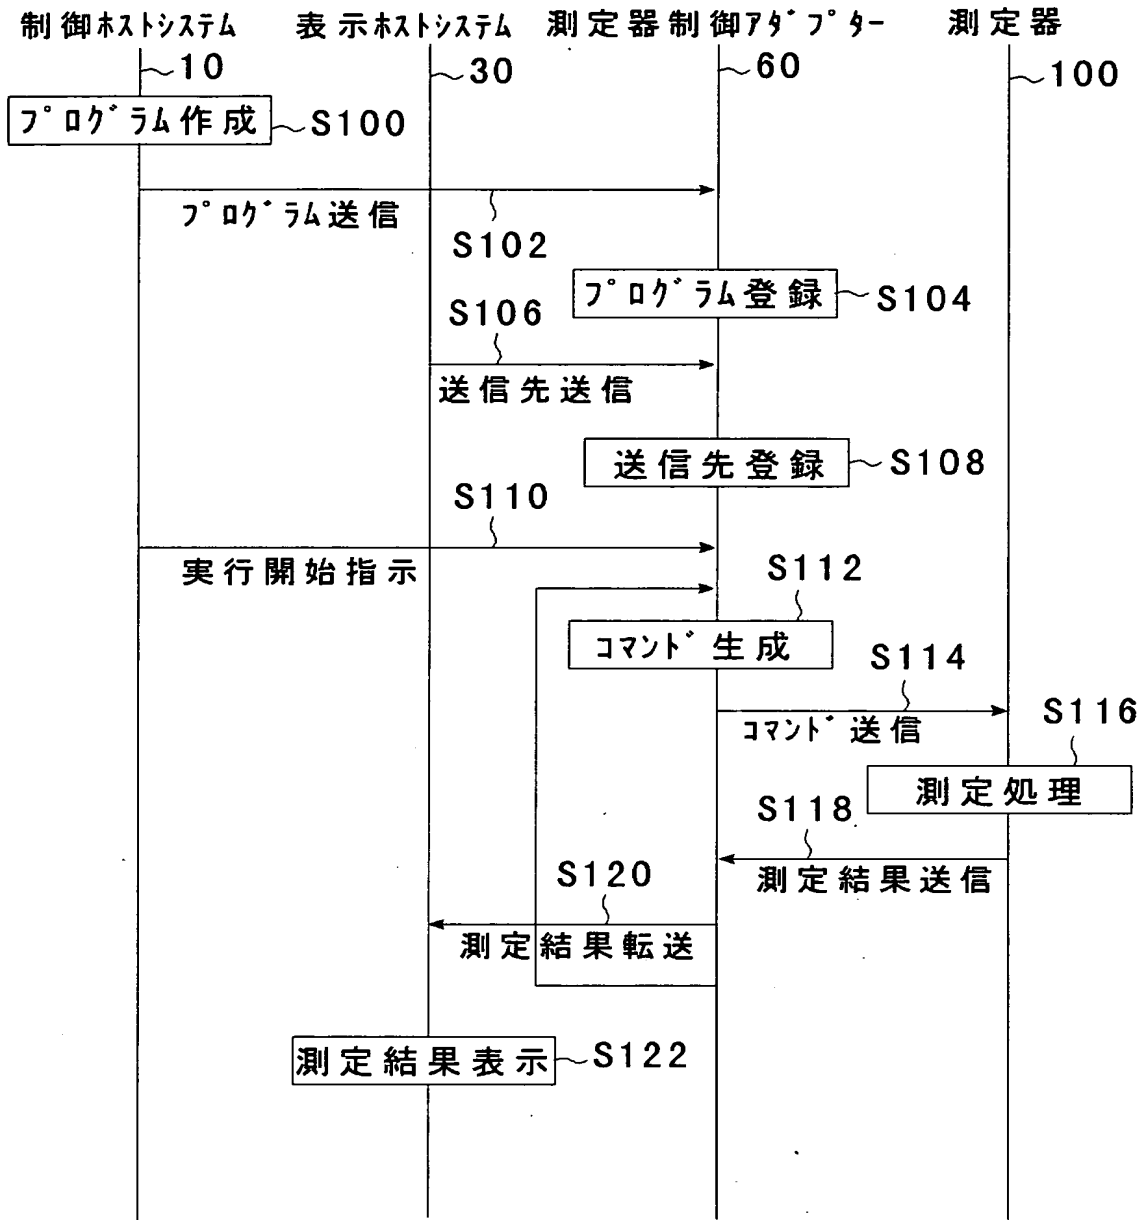 制御ﾎｽﾄｼｽﾃﾑ 表示ﾎｽﾄｼｽﾃﾑ 測定器制御ｱﾀﾞﾌﾟﾀｰ 測定器
10 30 60 100
ﾌﾟﾛｸﾞﾗﾑ作成 S100
ﾌﾟﾛｸﾞﾗﾑ送信
S102
ﾌﾟﾛｸﾞﾗﾑ登録 S104
S106
送信先送信
送信先登録 S108
S110
実行開始指示
S112
ｺﾏﾝﾄﾞ生成
S114
ｺﾏﾝﾄﾞ送信
S116
測定処理
S118
測定結果送信
S120
測定結果転送
測定結果表示 S122